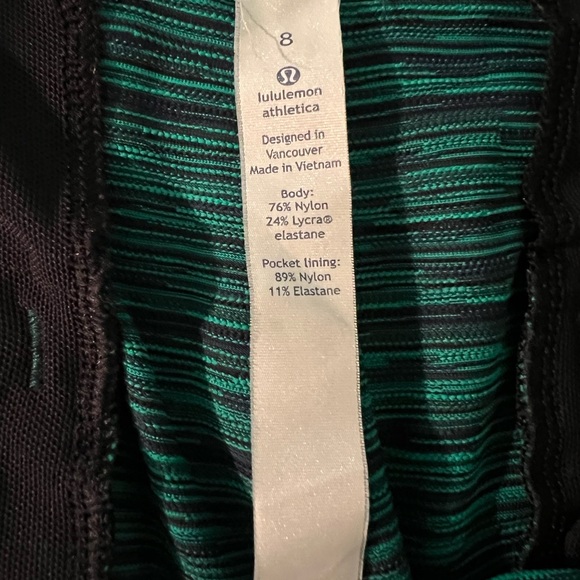 8
lululemon
athletica
Designed in
Vancouver
Made in Vietnam
Body:
76% Nylon
24% Lycra®
elastane
Pocket lining:
89% Nylon
11% Elastane